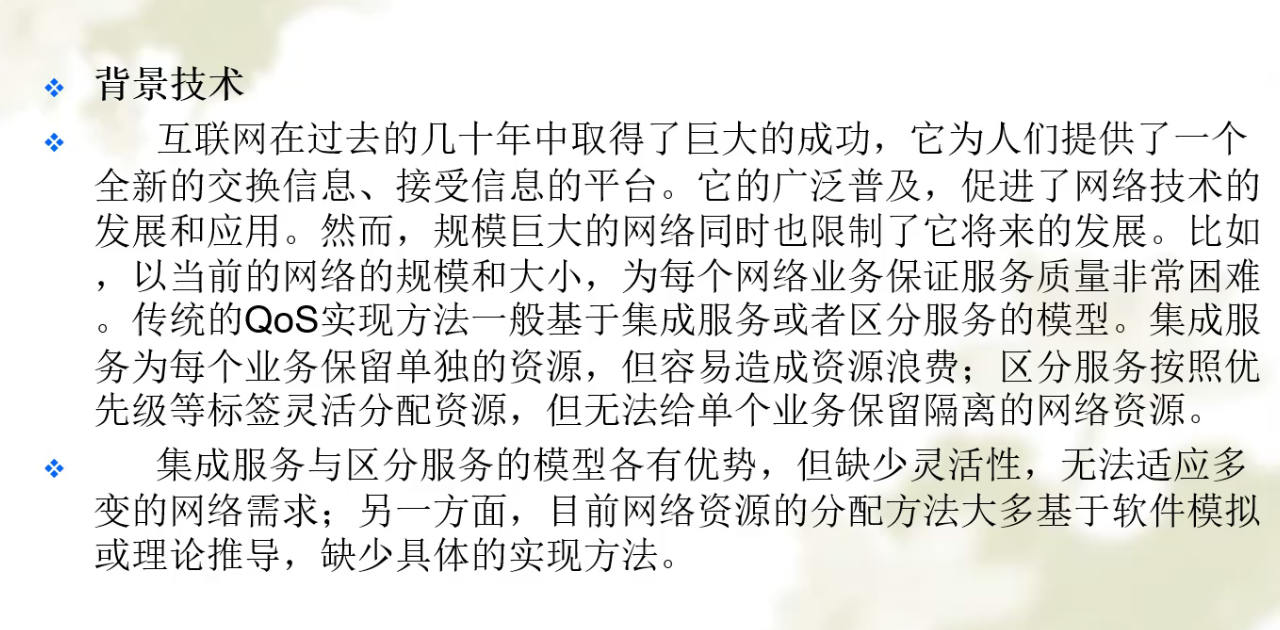 背景技术
互联网在过去的几十年中取得了巨大的成功，它为人们提供了一个
全新的交换信息、接受信息的平台。它的广泛普及，促进了网络技术的
发展和应用。然而，规模巨大的网络同时也限制了它将来的发展。比如
，以当前的网络的规模和大小，为每个网络业务保证服务质量非常困难
。传统的QoS实现方法一般基于集成服务或者区分服务的模型。集成服
务为每个业务保留单独的资源，但容易造成资源浪费；区分服务按照优
先级等标签灵活分配资源，但无法给单个业务保留隔离的网络资源。
集成服务与区分服务的模型各有优势，但缺少灵活性，无法适应多
变的网络需求；另一方面，目前网络资源的分配方法大多基于软件模拟
或理论推导，缺少具体的实现方法。